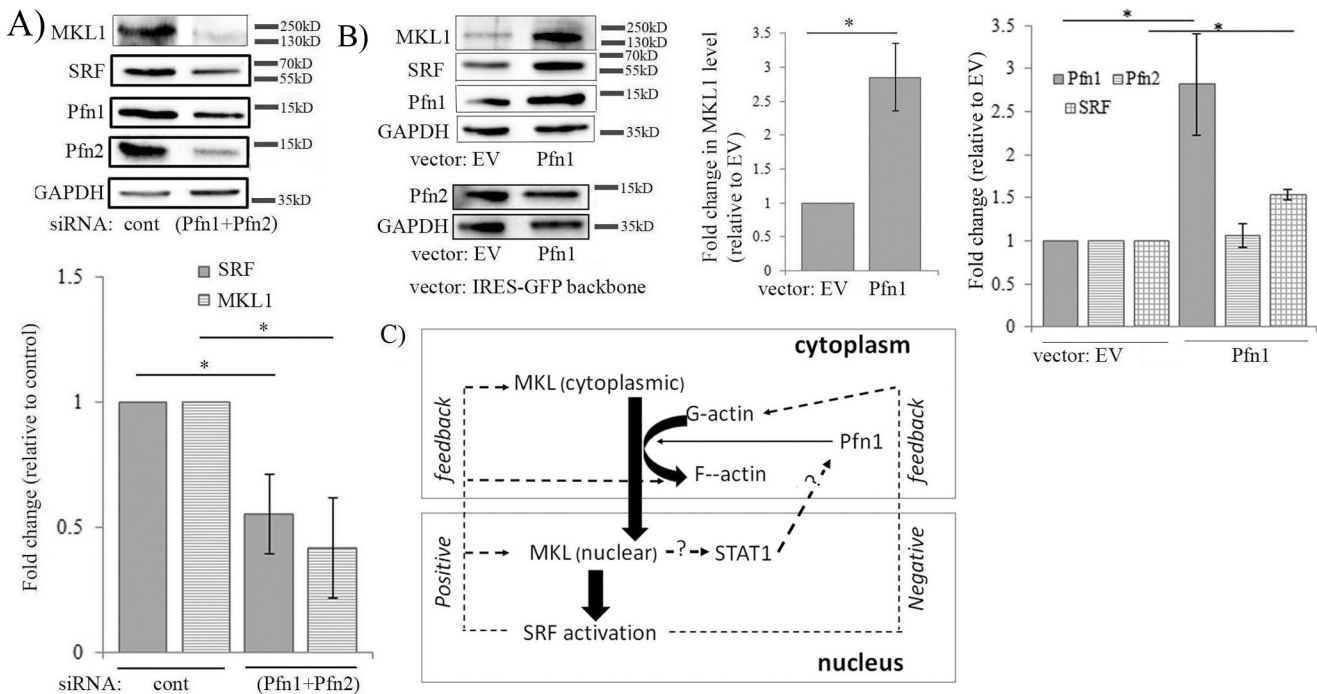 A)
MKL1
250kD
130kD
SRF
70kD
55kD
Pfn1
15kD
Pfn2
15kD
GAPDH
35kD
siRNA: cont (Pfn1+Pfn2)
1.5
1
0.5
0
SRF
MKL1
*
*
Fold change (relative to control)
siRNA: cont (Pfn1+Pfn2)
B)
MKL1
250kD
130kD
SRF
70kD
55kD
Pfn1
15kD
GAPDH
35kD
vector: EV Pfn1
Pfn2
15kD
GAPDH
35kD
vector: EV Pfn1
vector: IRES-GFP backbone
*
Fold change in MKL1 level
(relative to EV)
3.5
3
2.5
2
1.5
1
0.5
0
vector: EV Pfn1
*
*
Pfn1 Pfn2
SRF
Fold change (relative to EV)
3.5
3
2.5
2
1.5
1
0.5
0
vector: EV Pfn1
C)
cytoplasm
MKL (cytoplasmic)
G-actin
Pfn1
F--actin
feedback
feedback
?
MKL (nuclear) ? STAT1
Positive
Negative
SRF activation
nucleus